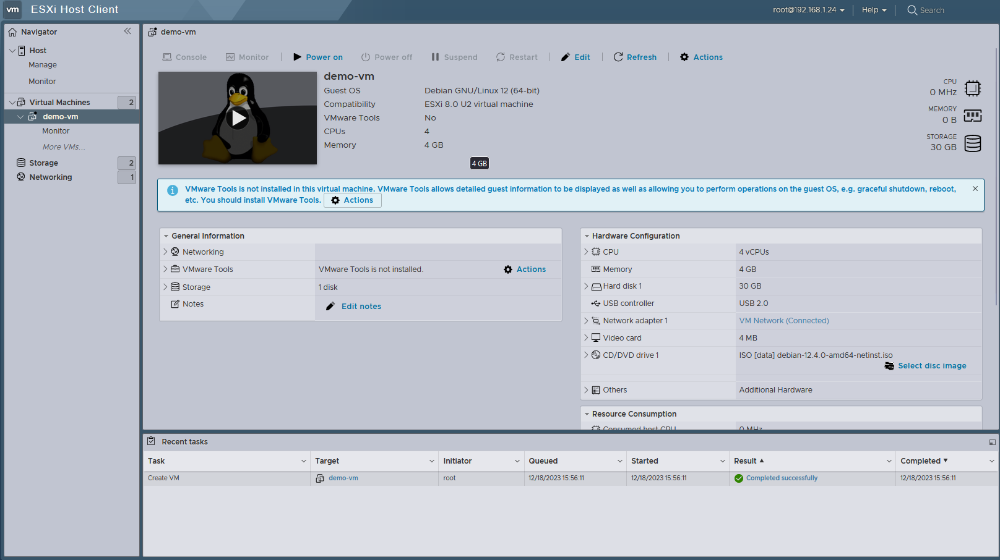 vm ESXi Host Client root@192.168.1.24 Help Search
Navigator
Host
Manage
Monitor
Virtual Machines 2
demo-vm
Monitor
More VMs...
Storage 2
Networking 1
demo-vm
Console Monitor Power on Power off Suspend Restart Edit Refresh Actions
demo-vm
Guest OS Debian GNU/Linux 12 (64-bit)
Compatibility ESXi 8.0 U2 virtual machine
VMware Tools No
CPUs 4
Memory 4 GB
4 GB
CPU
0 MHz
MEMORY
0 B
STORAGE
30 GB
VMware Tools is not installed in this virtual machine. VMware Tools allows detailed guest information to be displayed as well as allowing you to perform operations on the guest OS, e.g. graceful shutdown, reboot,
etc. You should install VMware Tools. Actions
General Information
Networking
VMware Tools VMware Tools is not installed. Actions
Storage 1 disk
Notes Edit notes
Hardware Configuration
CPU 4 vCPUs
Memory 4 GB
Hard disk 1 30 GB
USB controller USB 2.0
Network adapter 1 VM Network (Connected)
Video card 4 MB
CD/DVD drive 1 ISO [data] debian-12.4.0-amd64-netinst.iso
Select disc image
Others Additional Hardware
Resource Consumption
Consumed host CPU 0 MHz
Recent tasks
Task Target Initiator Queued Started Result Completed
Create VM demo-vm root 12/18/2023 15:56:11 12/18/2023 15:56:11 Completed successfully 12/18/2023 15:56:11